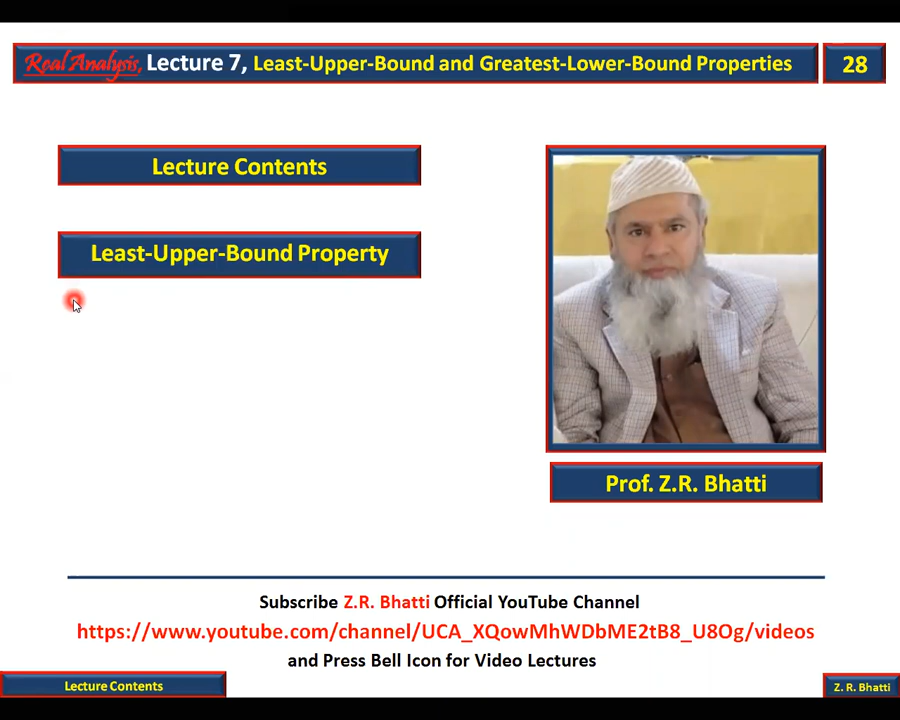 Real Analysis, Lecture 7, Least-Upper-Bound and Greatest-Lower-Bound Properties 28
Lecture Contents
Least-Upper-Bound Property
Prof. Z.R. Bhatti
Subscribe Z.R. Bhatti Official YouTube Channel
https://www.youtube.com/channel/UCA_XQowMhWDbME2tB8_U8Og/videos
and Press Bell Icon for Video Lectures
Lecture Contents Z. R. Bhatti